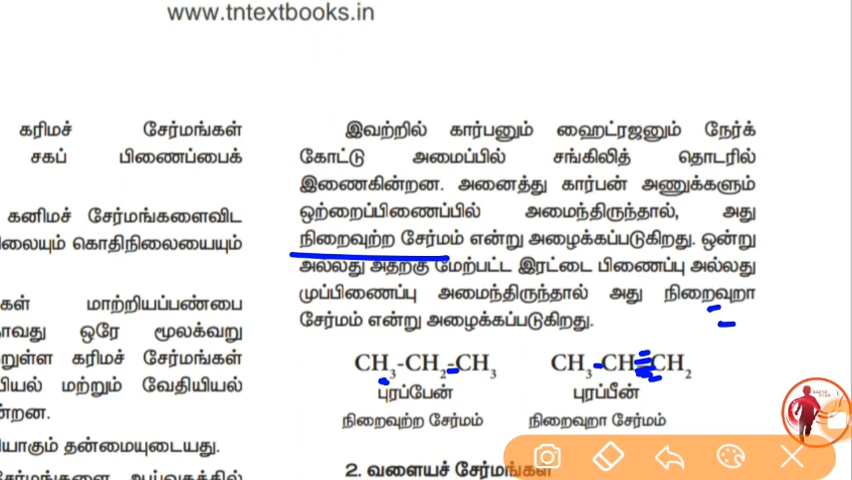 www.tntextbooks.in
கரிமச் சேர்மங்கள்
சகப் பிணைப்பைக்
கனிமச் சேர்மங்களைவிட
கொதிநிலையையும்
மாற்றியப்பண்பை
ஒரே மூலக்வறு
கரிமச் சேர்மங்கள்
மற்றும் வேதியியல்
தன்மையுடையது.
இவற்றில் கார்பனும் ஹைட்ரஜனும் நேர்க்
கோட்டு அமைப்பில் சங்கிலித் தொடரில்
இணைகின்றன. அனைத்து கார்பன் அணுக்களும்
ஒற்றைப்பிணைப்பில் அமைந்திருந்தால், அது
நிறைவுற்ற சேர்மம் என்று அழைக்கப்படுகிறது. ஒன்று
அல்லது அதற்கு மேற்பட்ட இரட்டை பிணைப்பு அல்லது
முப்பிணைப்பு அமைந்திருந்தால் அது நிறைவுறா
சேர்மம் என்று அழைக்கப்படுகிறது.
CH₃-CH₂-CH₃ CH₃-CH=CH₂
புரப்பேன் புரப்பீன்
நிறைவுற்ற சேர்மம் நிறைவுறா சேர்மம்
2. வளையச் சேர்மங்கள்